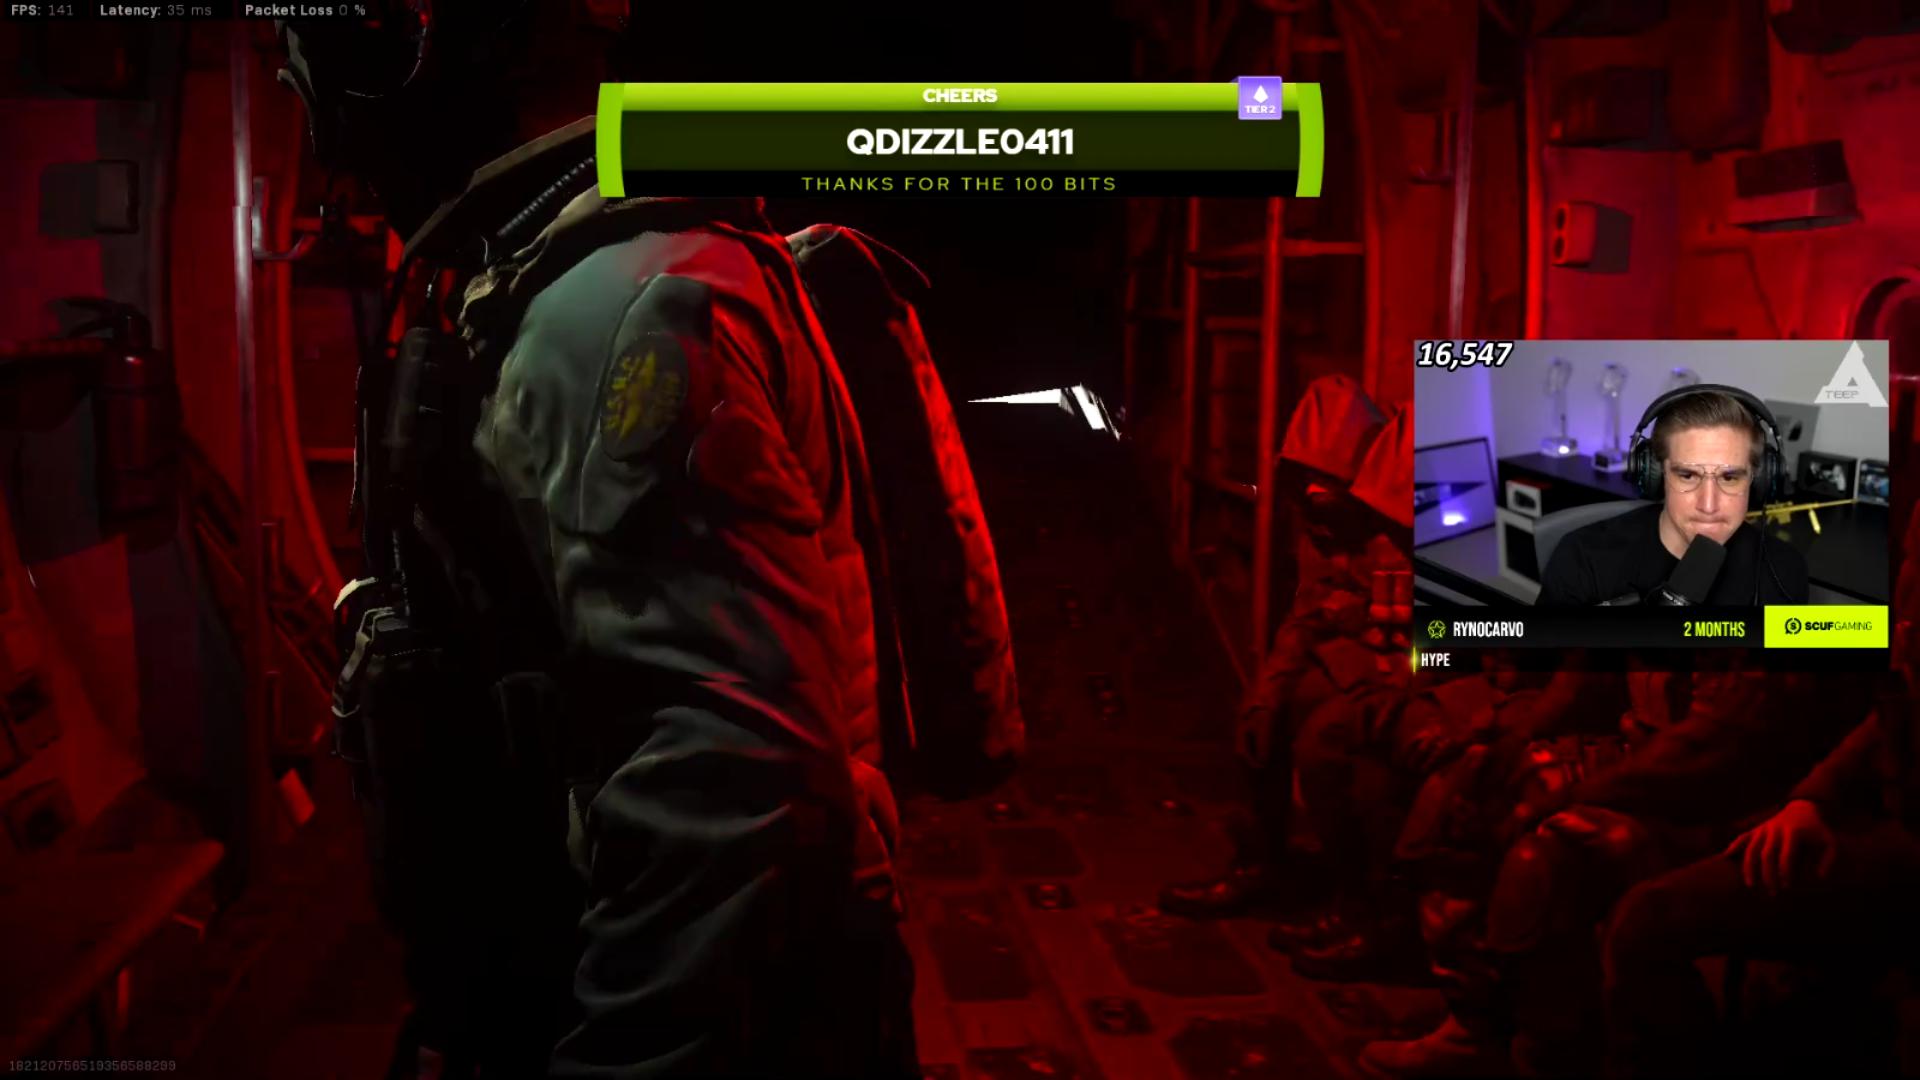 FPS: 141 Latency: 35 ms Packet Loss 0 %
CHEERS
TIER 2
QDIZZLE0411
THANKS FOR THE 100 BITS
16,547
TEEP
RYNOCARVO 2 MONTHS SCUFGAMING
HYPE